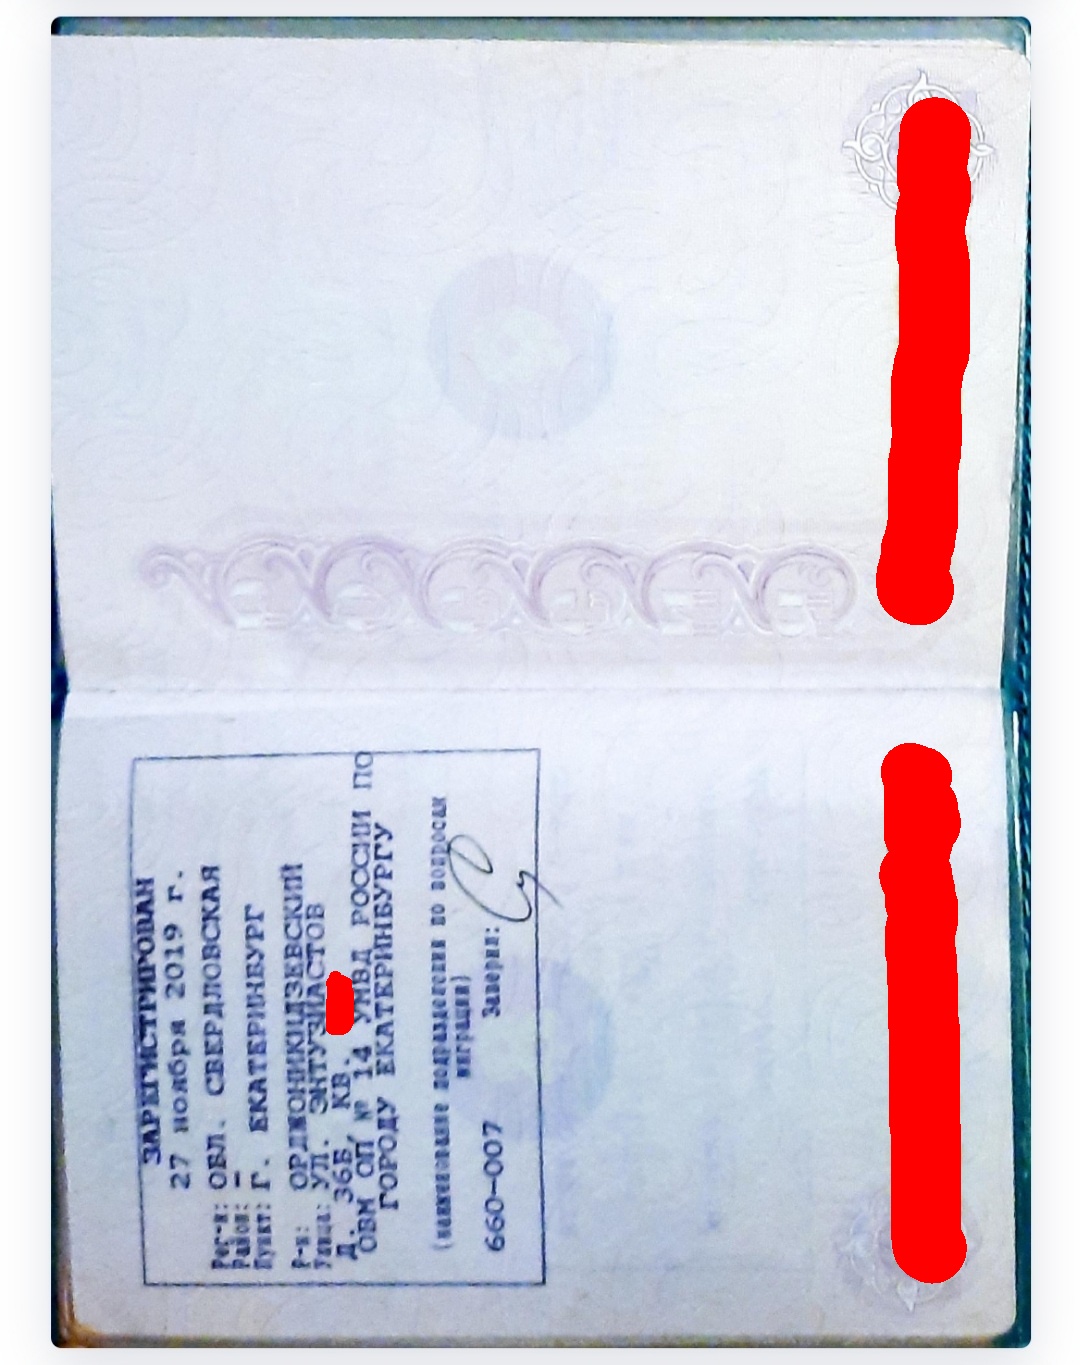 ЗАРЕГИСТРИРОВАН
27 ноября 2019 г.
Рег-н: ОБЛ. СВЕРДЛОВСКАЯ
Район: —
Пункт: Г. ЕКАТЕРИНБУРГ
Р-н: ОРДЖОНИКИДЗЕВСКИЙ
Улица: УЛ. ЭНТУЗИАСТОВ
Д. 36Б, КВ.
ОВМ ОП № 14 УМВД РОССИИ ПО
ГОРОДУ ЕКАТЕРИНБУРГУ
(наименование подразделения по вопросам
миграции)
660-007 Заверил: